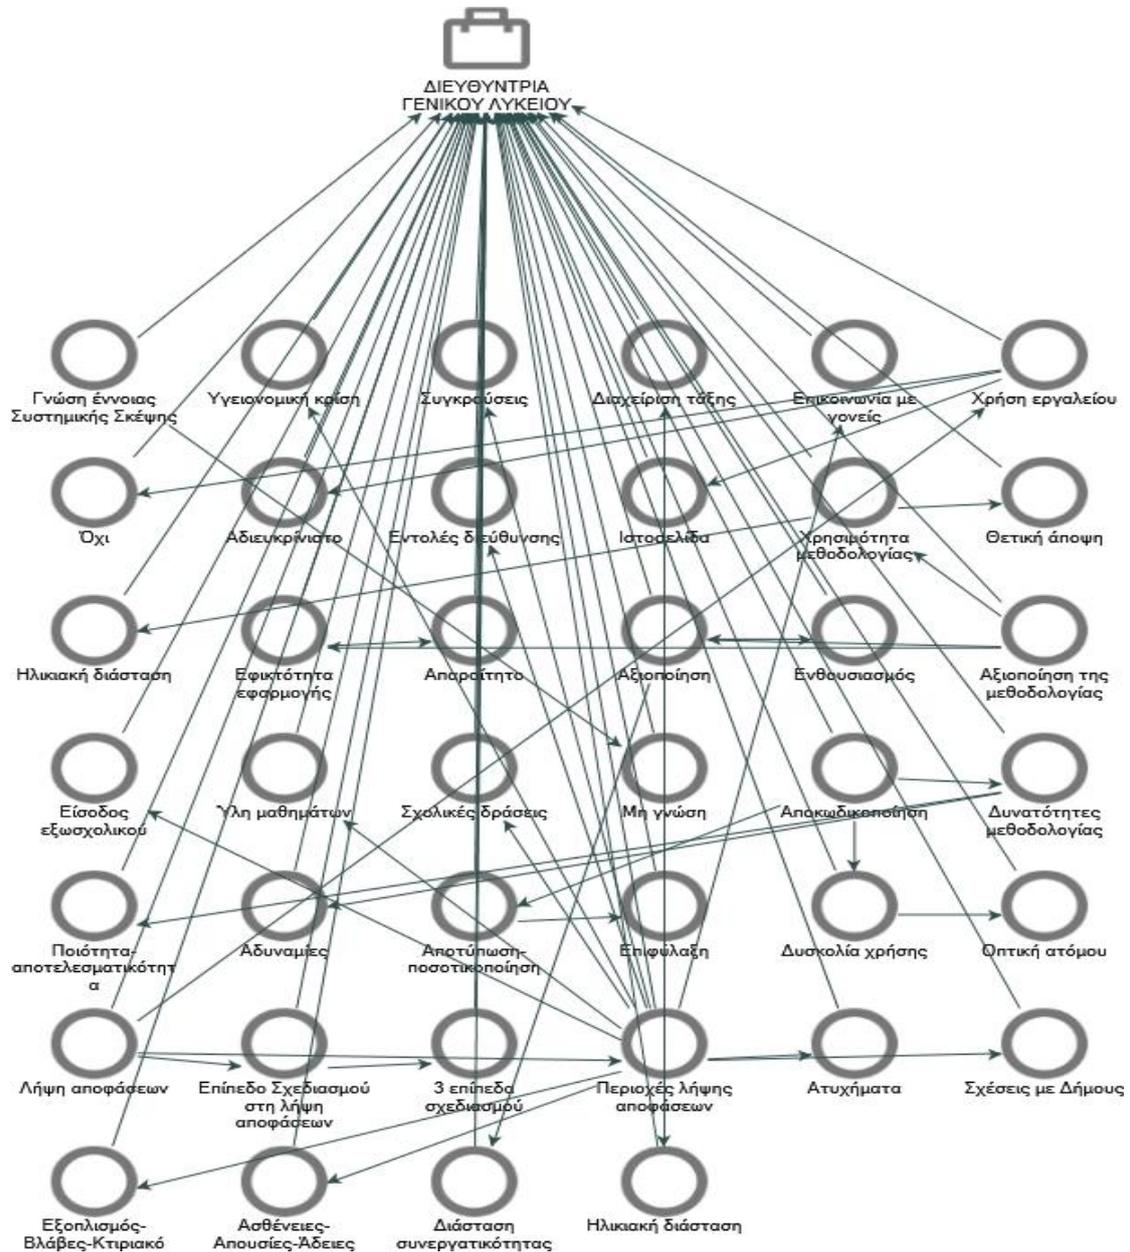 ΔΙΕΥΘΥΝΤΡΙΑ
ΓΕΝΙΚΟΥ ΛΥΚΕΙΟΥ
Γνώση έννοιας
Συστημικής Σκέψης
Υγειονομική κρίση
Συγκρούσεις
Διαχείριση τάξης
Επικοινωνία με
γονείς
Χρήση εργαλείου
Όχι
Αδιευκρίνιστο
Εντολές διεύθυνσης
Ιστοσελίδα
Χρησιμότητα
μεθοδολογίας
Θετική άποψη
Ηλικιακή διάσταση
Εφικτότητα
εφαρμογής
Απαραίτητο
Αξιοποίηση
Ενθουσιασμός
Αξιοποίηση της
μεθοδολογίας
Είσοδος
εξωσχολικού
Ύλη μαθημάτων
Σχολικές δράσεις
Μη γνώση
Αποκωδικοποίηση
Δυνατότητες
μεθοδολογίας
Ποιότητα-
αποτελεσματικότητ
α
Αδυναμίες
Αποτύπωση-
ποσοτικοποίηση
Επιφύλαξη
Δυσκολία χρήσης
Οπτική ατόμου
Λήψη αποφάσεων
Επίπεδο Σχεδιασμού
στη λήψη
αποφάσεων
3 επίπεδα
σχεδιασμού
Περιοχές λήψης
αποφάσεων
Ατυχήματα
Σχέσεις με Δήμους
Εξοπλισμός-
Βλάβες-Κτιριακό
Ασθένειες-
Απουσίες-Άδειες
Διάσταση
συνεργατικότητας
Ηλικιακή διάσταση